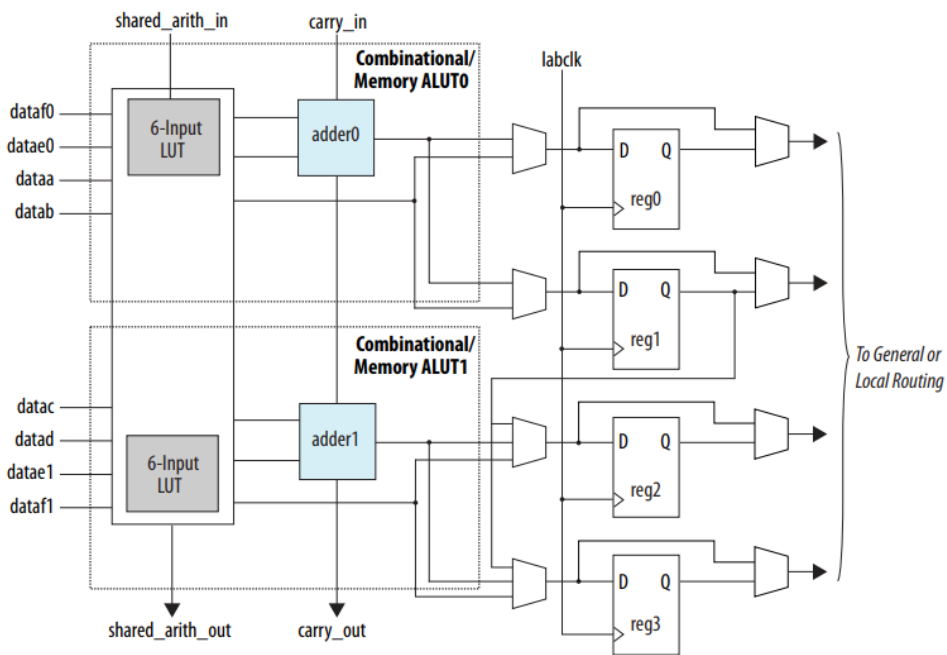 shared_arith_in
carry_in
Combinational/
Memory ALUT0
labclk
dataf0
datae0
dataa
datab
6-Input
LUT
adder0
D Q
reg0
D Q
reg1
Combinational/
Memory ALUT1
To General or
Local Routing
datac
datad
datae1
dataf1
6-Input
LUT
adder1
D Q
reg2
D Q
reg3
shared_arith_out
carry_out